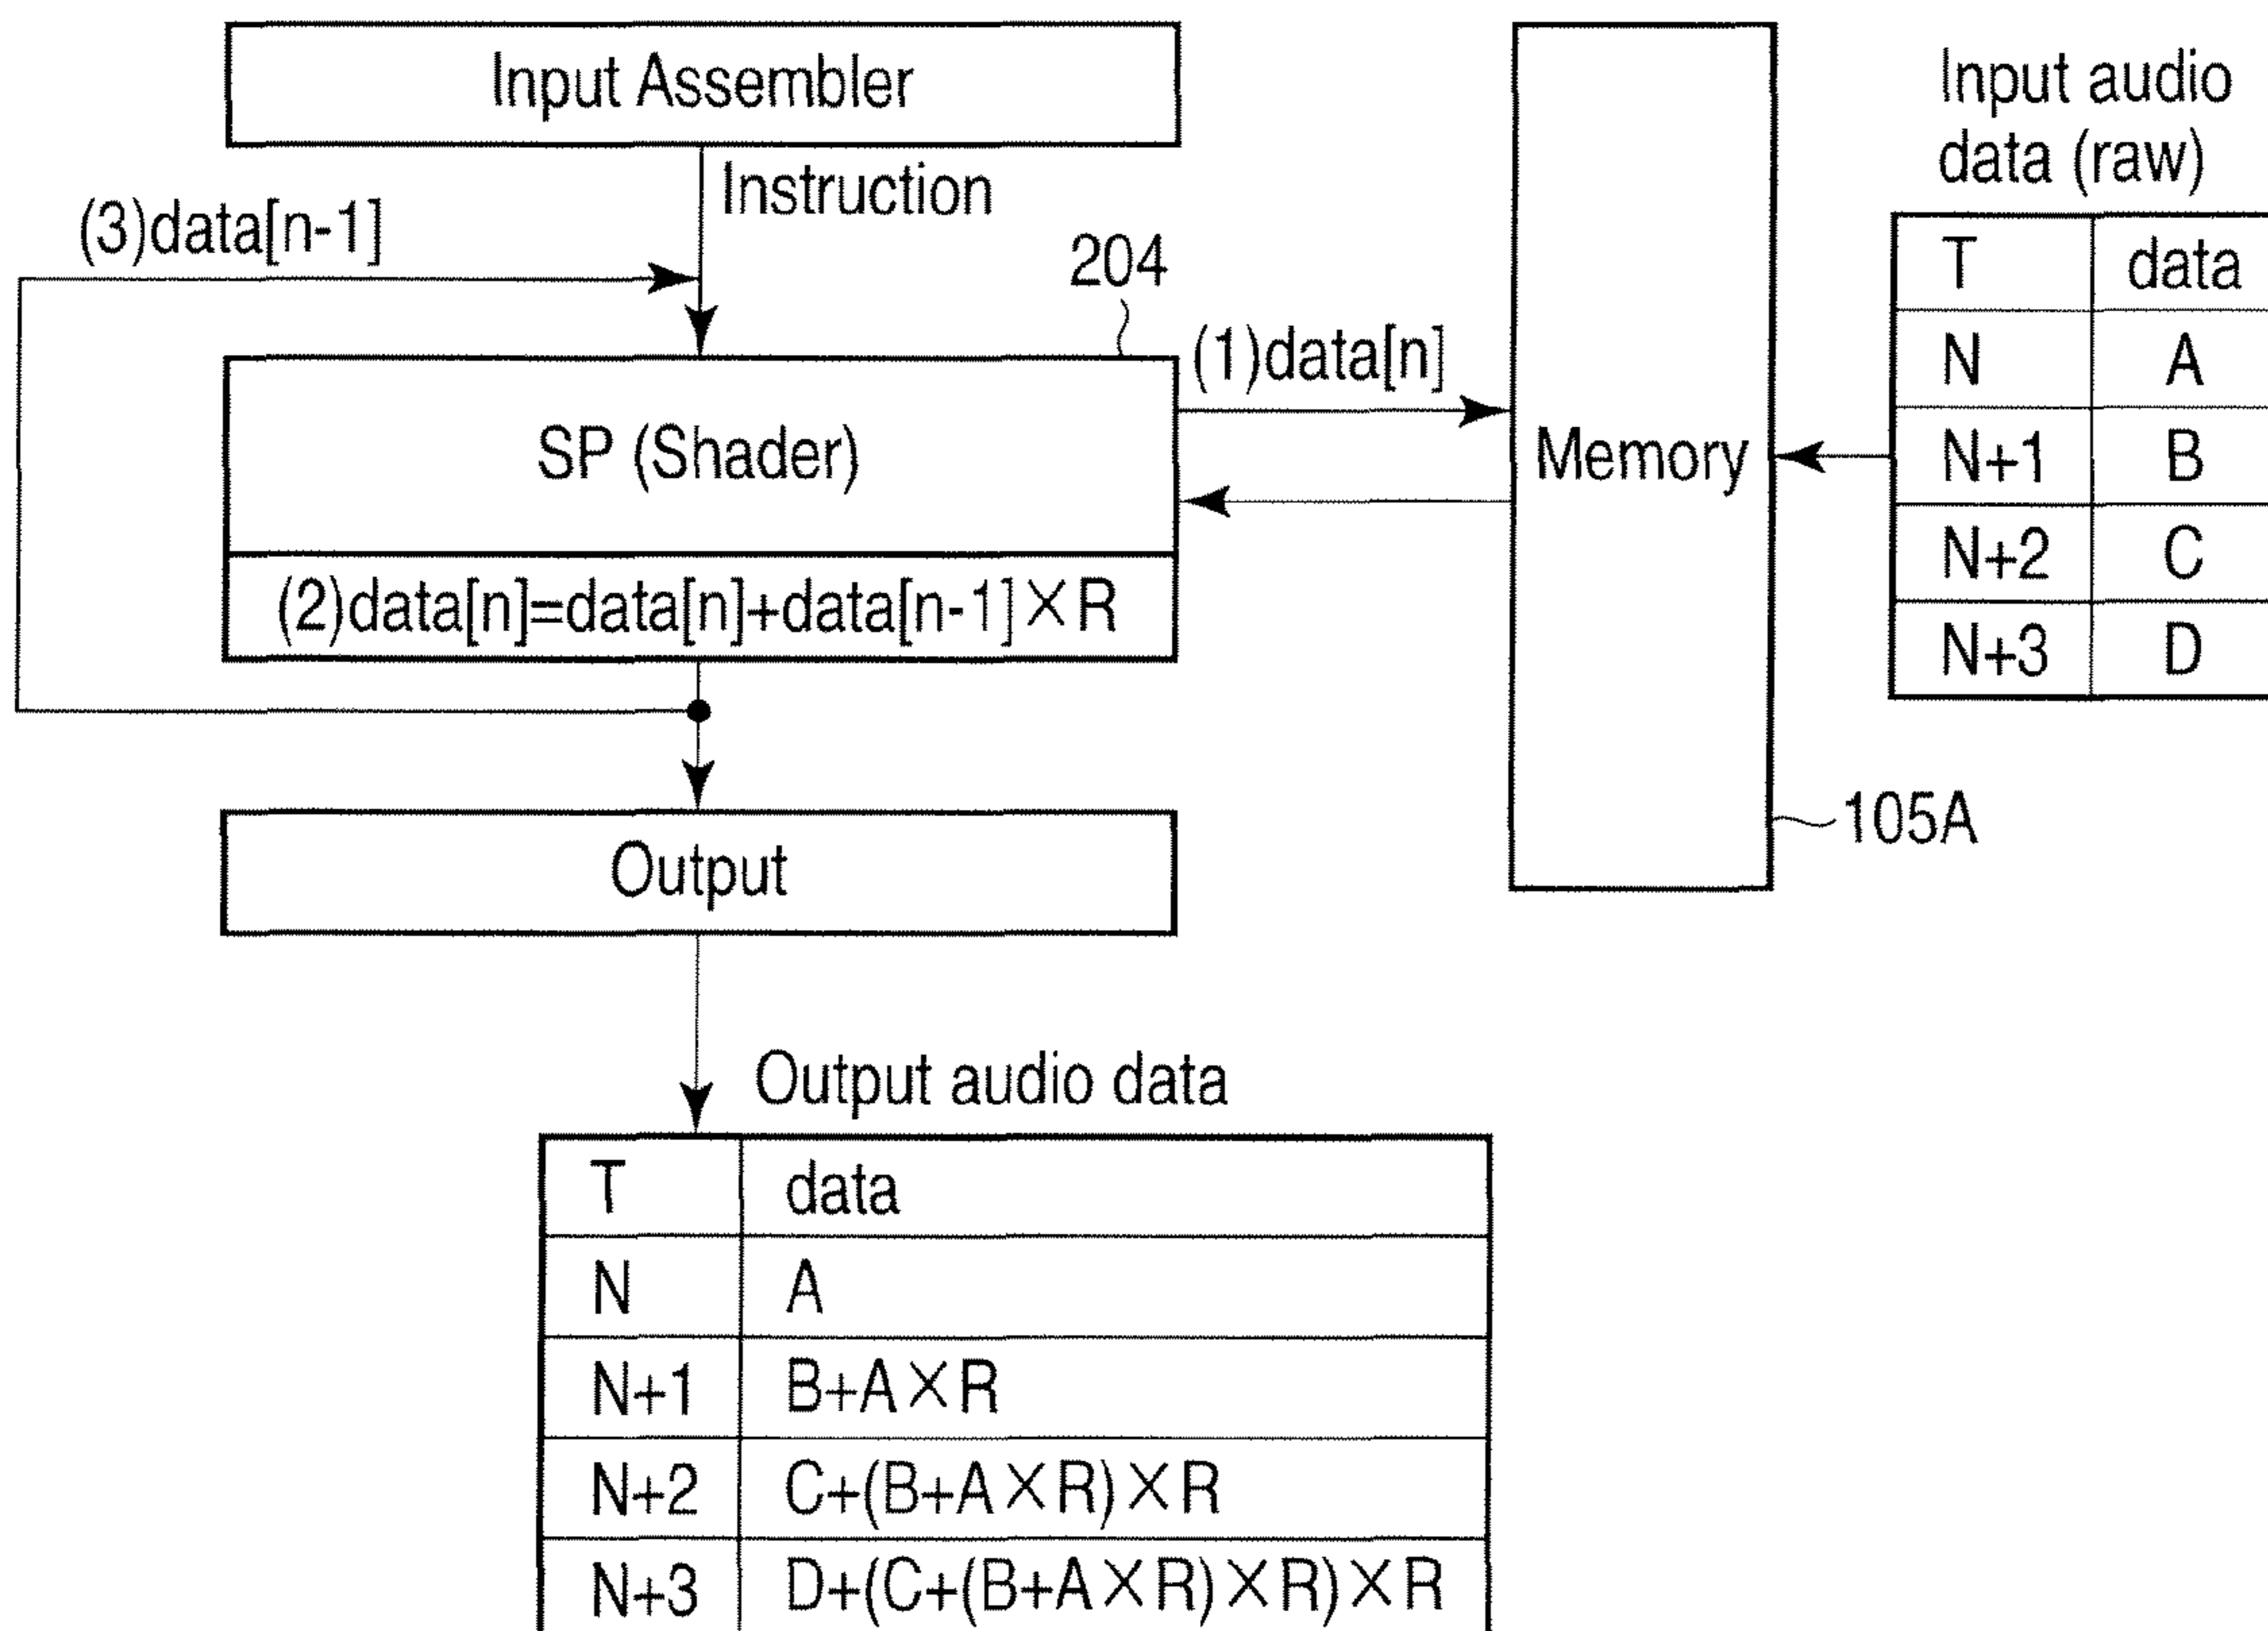 Input Assembler
Instruction
(3)data[n-1]
204
SP (Shader)
(2)data[n]=data[n]+data[n-1]×R
(1)data[n]
Memory
105A
Input audio
data (raw)
T data
N A
N+1 B
N+2 C
N+3 D
Output
Output audio data
T data
N A
N+1 B+A×R
N+2 C+(B+A×R)×R
N+3 D+(C+(B+A×R)×R)×R